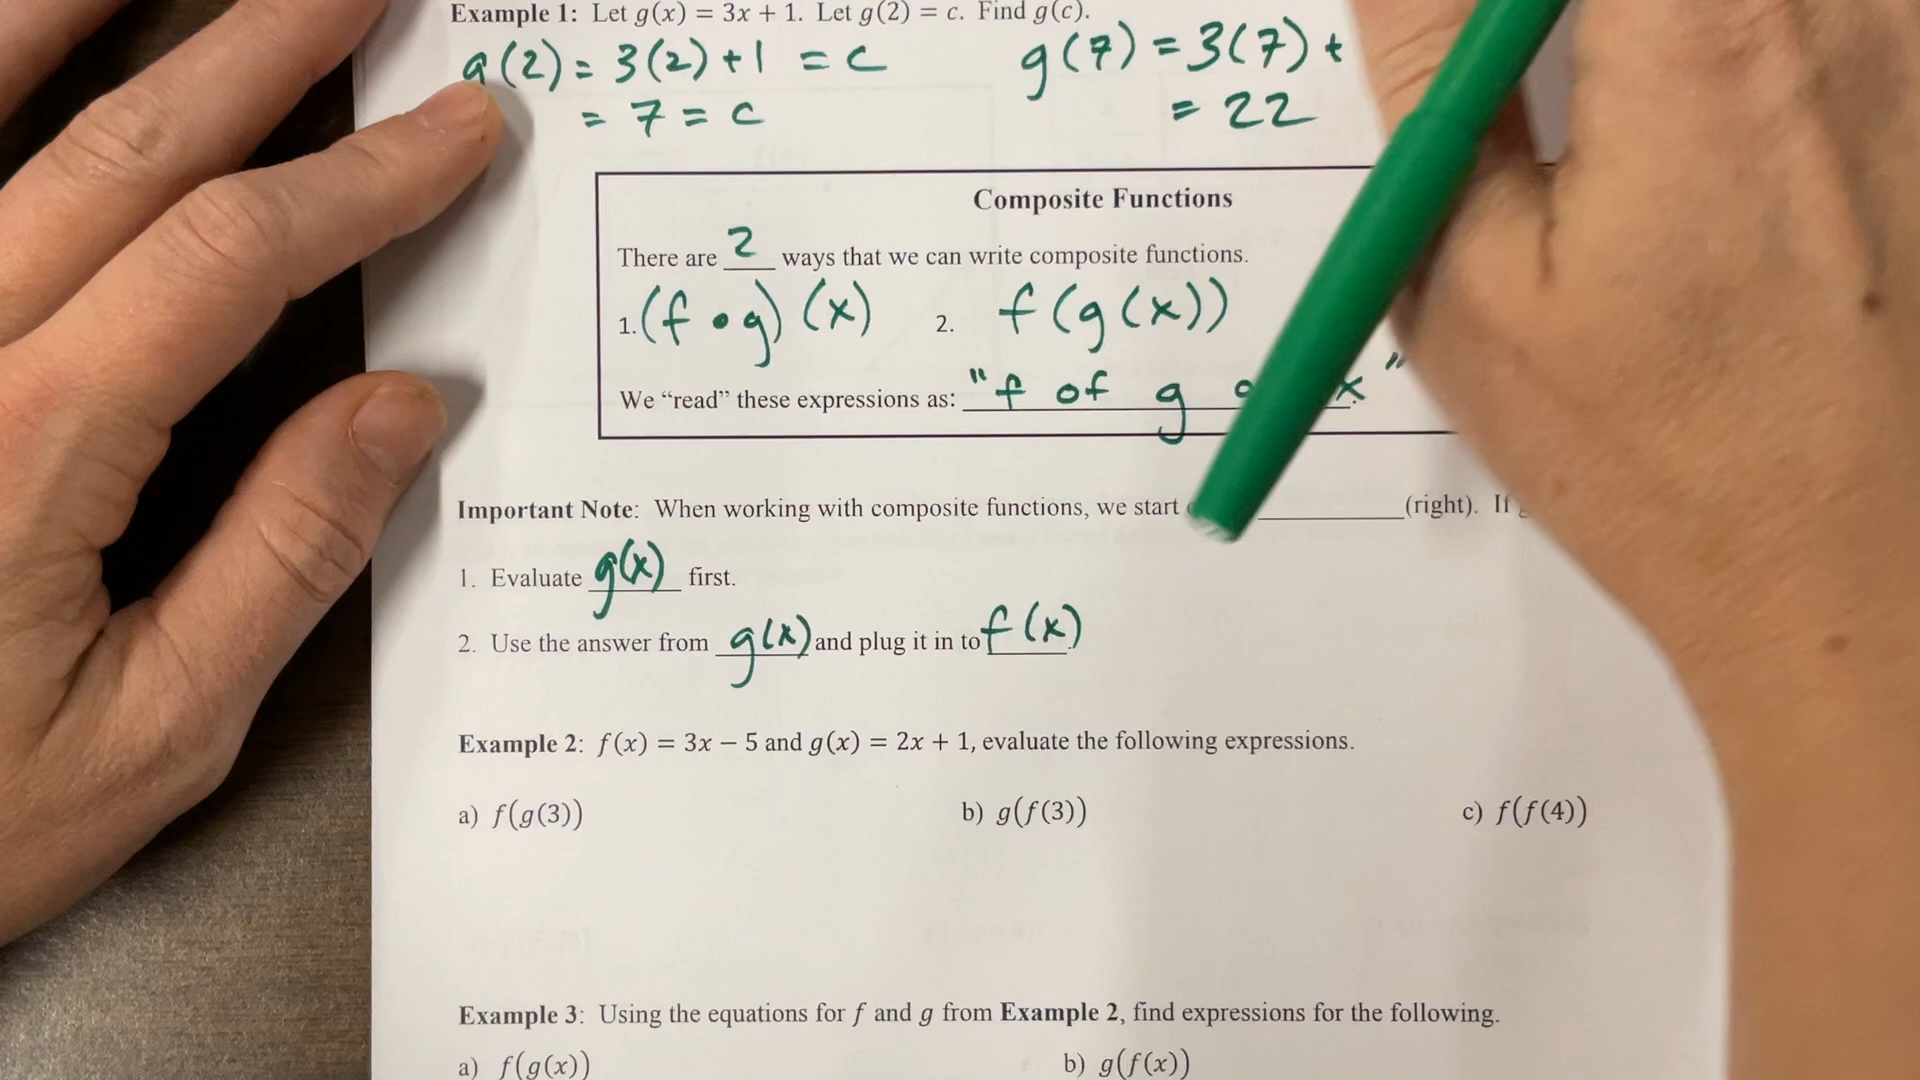 Example 1: Let g(x) = 3x + 1. Let g(2) = c. Find g(c).
g(2) = 3(2) + 1 = c g(7) = 3(7) +
= 7 = c = 22
Composite Functions
There are 2 ways that we can write composite functions.
1. (f ∘ g) (x) 2. f(g(x))
We “read” these expressions as: "f of g x"
Important Note: When working with composite functions, we start ________ (right). If
1. Evaluate g(x) first.
2. Use the answer from g(x) and plug it in to f(x).
Example 2: f(x) = 3x − 5 and g(x) = 2x + 1, evaluate the following expressions.
a) f(g(3)) b) g(f(3)) c) f(f(4))
Example 3: Using the equations for f and g from Example 2, find expressions for the following.
a) f(g(x)) b) g(f(x))